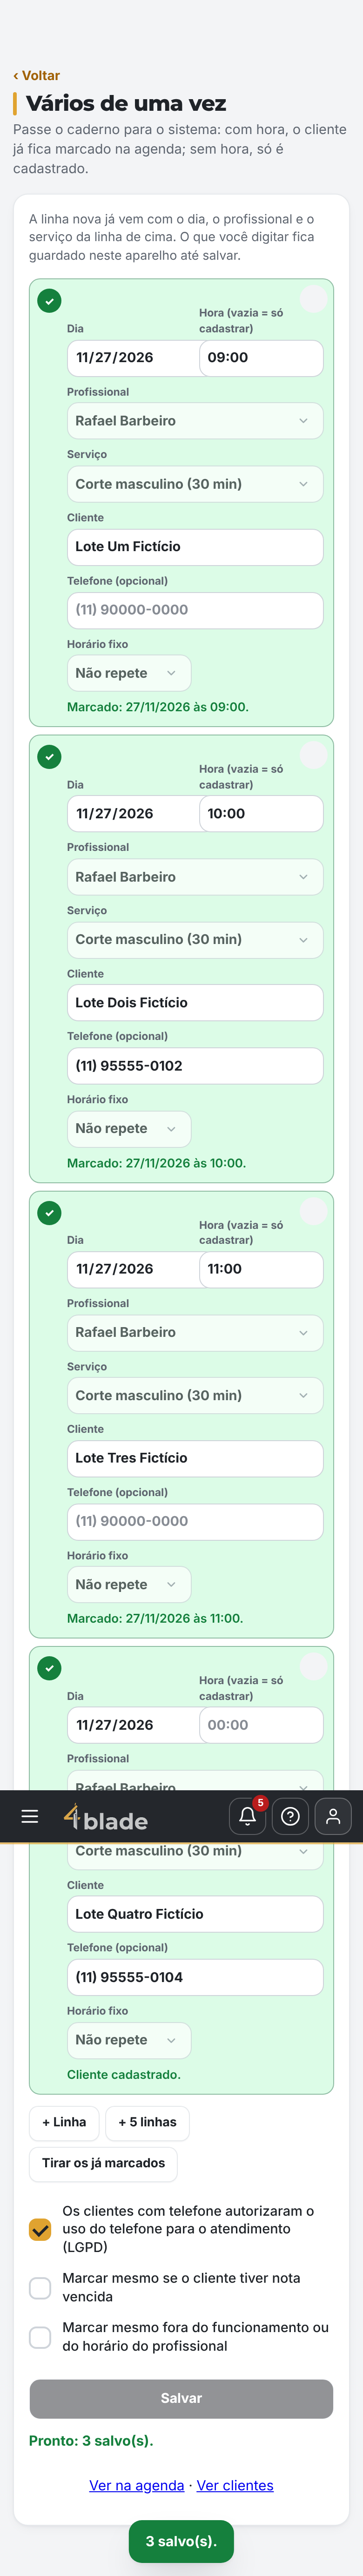 ‹ Voltar
Vários de uma vez
Passe o caderno para o sistema: com hora, o cliente
já fica marcado na agenda; sem hora, só é
cadastrado.
A linha nova já vem com o dia, o profissional e o
serviço da linha de cima. O que você digitar fica
guardado neste aparelho até salvar.
Dia
Hora (vazia = só
cadastrar)
11/27/2026
09:00
Profissional
Rafael Barbeiro
Serviço
Corte masculino (30 min)
Cliente
Lote Um Fictício
Telefone (opcional)
(11) 90000-0000
Horário fixo
Não repete
Marcado: 27/11/2026 às 09:00.
Dia
Hora (vazia = só
cadastrar)
11/27/2026
10:00
Profissional
Rafael Barbeiro
Serviço
Corte masculino (30 min)
Cliente
Lote Dois Fictício
Telefone (opcional)
(11) 95555-0102
Horário fixo
Não repete
Marcado: 27/11/2026 às 10:00.
Dia
Hora (vazia = só
cadastrar)
11/27/2026
11:00
Profissional
Rafael Barbeiro
Serviço
Corte masculino (30 min)
Cliente
Lote Tres Fictício
Telefone (opcional)
(11) 90000-0000
Horário fixo
Não repete
Marcado: 27/11/2026 às 11:00.
Dia
Hora (vazia = só
cadastrar)
11/27/2026
00:00
Profissional
Rafael Barbeiro
4blade
5
Corte masculino (30 min)
Cliente
Lote Quatro Fictício
Telefone (opcional)
(11) 95555-0104
Horário fixo
Não repete
Cliente cadastrado.
+ Linha
+ 5 linhas
Tirar os já marcados
Os clientes com telefone autorizaram o
uso do telefone para o atendimento
(LGPD)
Marcar mesmo se o cliente tiver nota
vencida
Marcar mesmo fora do funcionamento ou
do horário do profissional
Salvar
Pronto: 3 salvo(s).
Ver na agenda · Ver clientes
3 salvo(s).